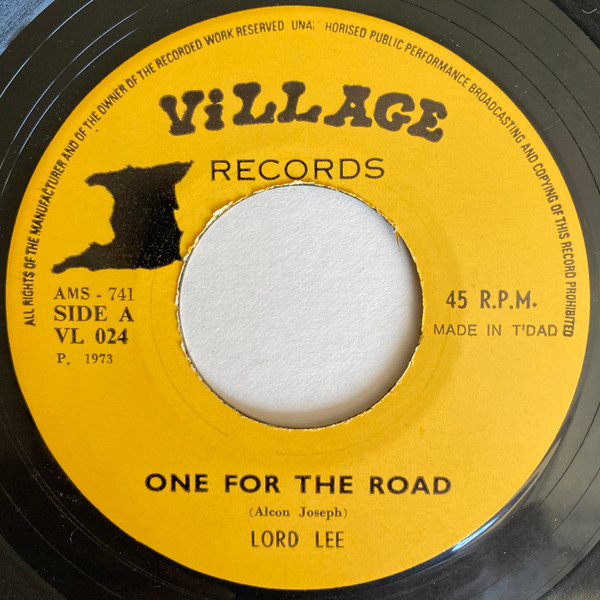 ALL RIGHTS OF THE MANUFACTURER AND OF THE OWNER OF THE RECORDED WORK RESERVED UNA HORISED PUBLIC PERFORMANCE BROADCASTING AND COPYING OF THIS RECORD PROHIBITED
ViLLAGE
RECORDS
AMS - 741
SIDE A
VL 024
P. 1973
45 R.P.M.
MADE IN T'DAD
ONE FOR THE ROAD
(Alcon Joseph)
LORD LEE